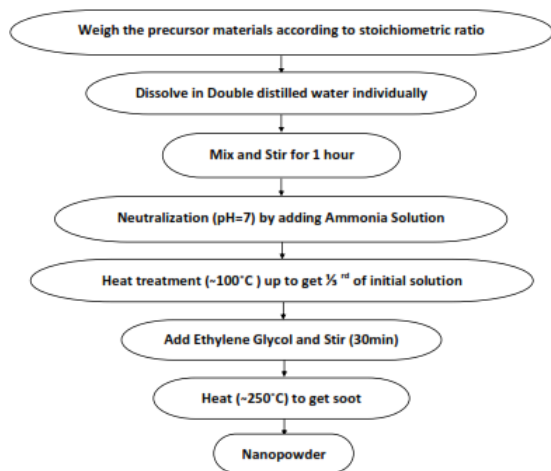 Weigh the precursor materials according to stoichiometric ratio
Dissolve in Double distilled water individually
Mix and Stir for 1 hour
Neutralization (pH=7) by adding Ammonia Solution
Heat treatment (~100°C ) up to get ⅓ rd of initial solution
Add Ethylene Glycol and Stir (30min)
Heat (~250°C) to get soot
Nanopowder